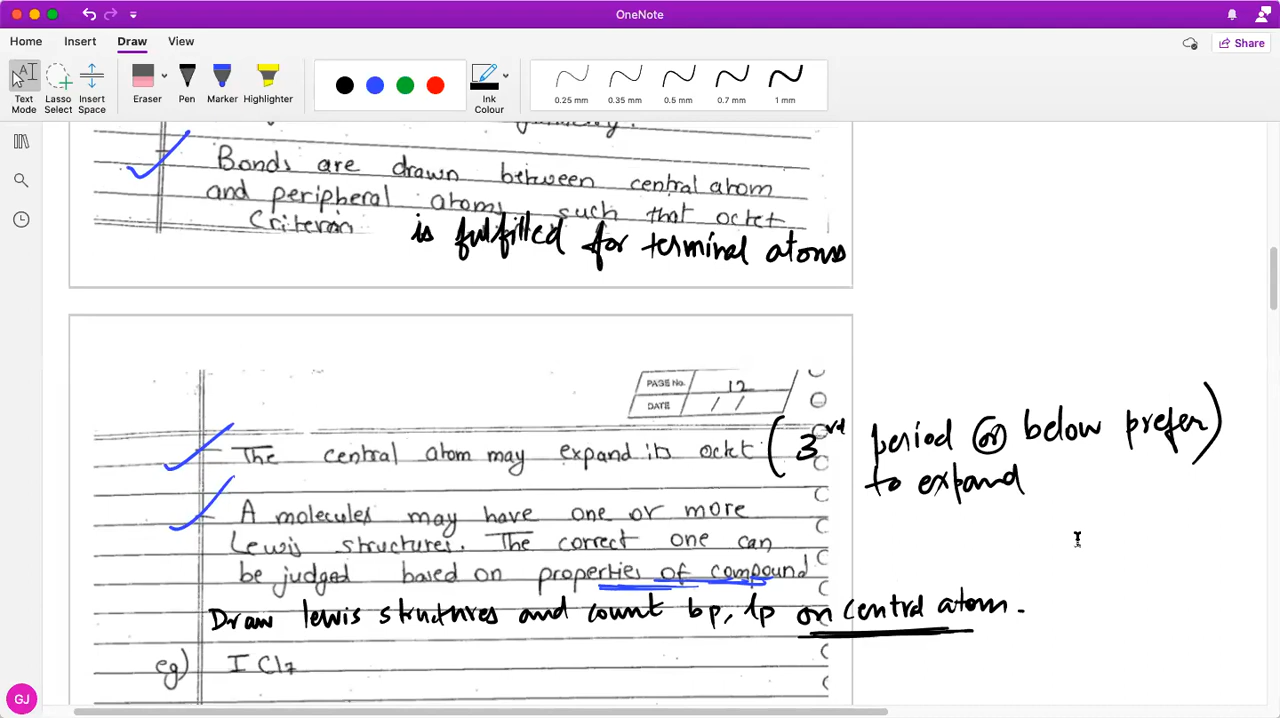 OneNote
Home Insert Draw View
Share
Text Mode
Lasso Select
Insert Space
Eraser
Pen
Marker
Highlighter
Ink Colour
0.25 mm
0.35 mm
0.5 mm
0.7 mm
1 mm
Bonds are drawn between central atom
and peripheral atoms such that octet
Criterian is fulfilled for terminal atoms
PAGE No. 12
DATE / /
The central atom may expand its octet (3rd period or below prefer)
to expand
A molecules may have one or more
Lewis structures. The correct one can
be judged based on properties of compound
Draw lewis structures and count bp, lp on central atom.
eg) ICl7
GJ